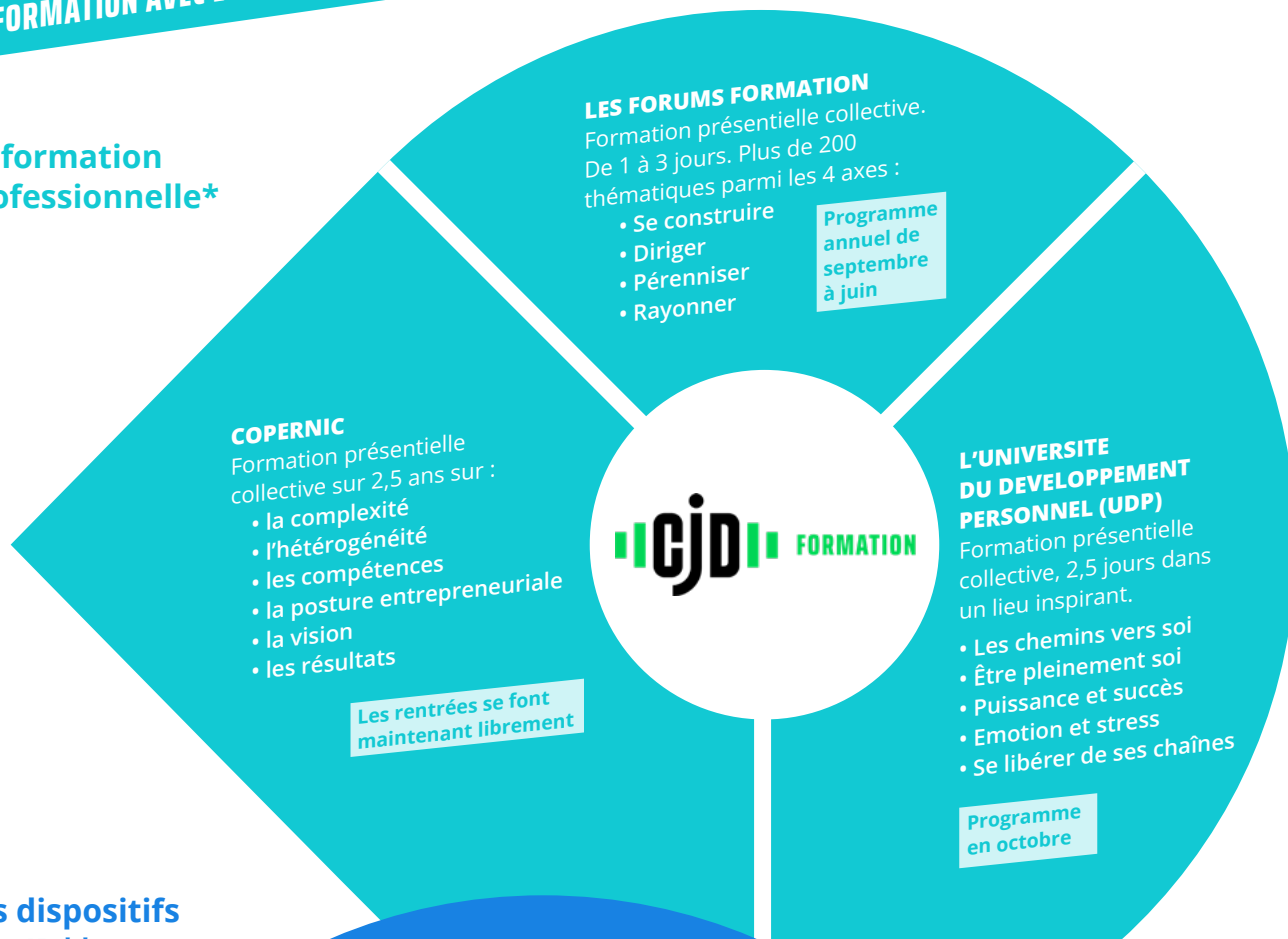 FORMATION
formation
LES FORUMS FORMATION
Formation présentielle collective.
De 1 à 3 jours. Plus de 200
thématiques parmi les 4 axes :
• Se construire
• Diriger
• Pérenniser
• Rayonner
Programme
annuel de
septembre
à juin
COPERNIC
Formation présentielle
collective sur 2,5 ans sur :
• la complexité
• l'hétérogénéité
• les compétences
• la posture entrepreneuriale
• la vision
• les résultats
Les rentrées se font
maintenant librement
CJD FORMATION
L'UNIVERSITE
DU DEVELOPPEMENT
PERSONNEL (UDP)
Formation présentielle
collective, 2,5 jours dans
un lieu inspirant.
• Les chemins vers soi
• Être pleinement soi
• Puissance et succès
• Emotion et stress
• Se libérer de ses chaînes
Programme
en octobre
dispositifs